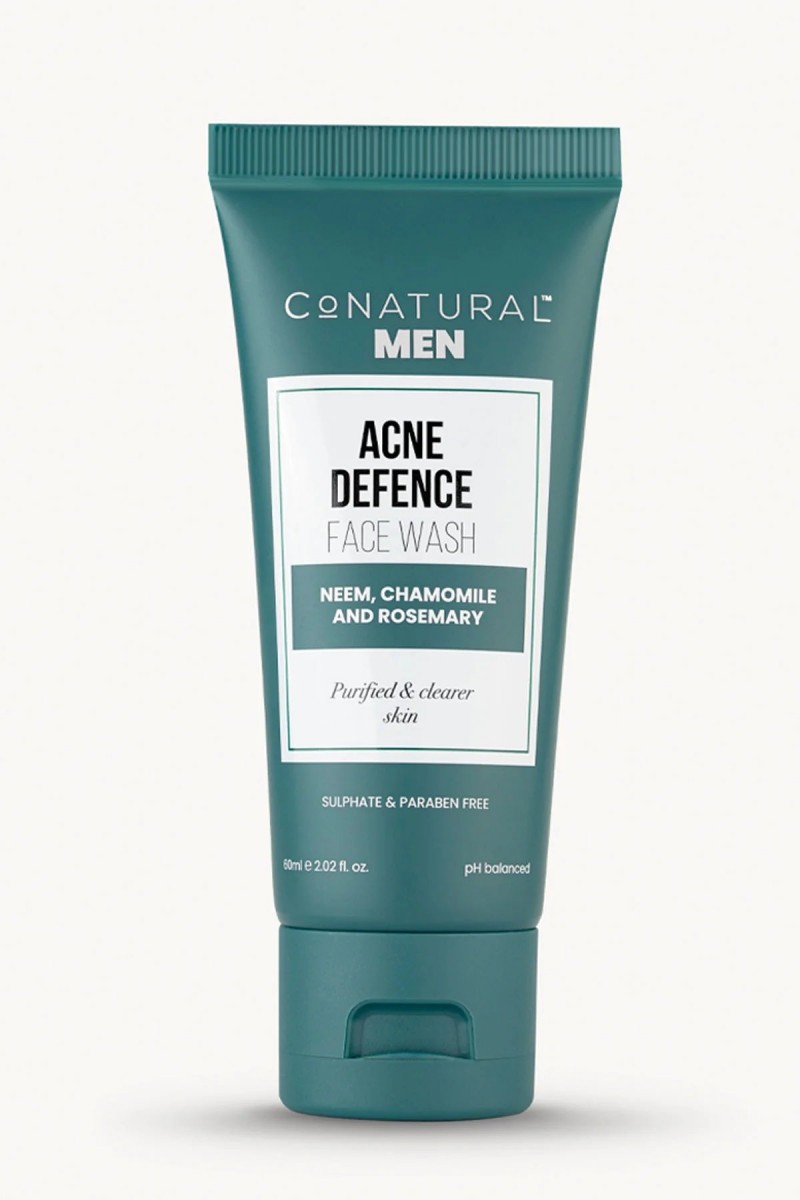 CoNATURAL™
MEN
ACNE
DEFENCE
FACE WASH
NEEM, CHAMOMILE
AND ROSEMARY
Purified & clearer
skin
SULPHATE & PARABEN FREE
60ml e 2.02 fl. oz.
pH balanced